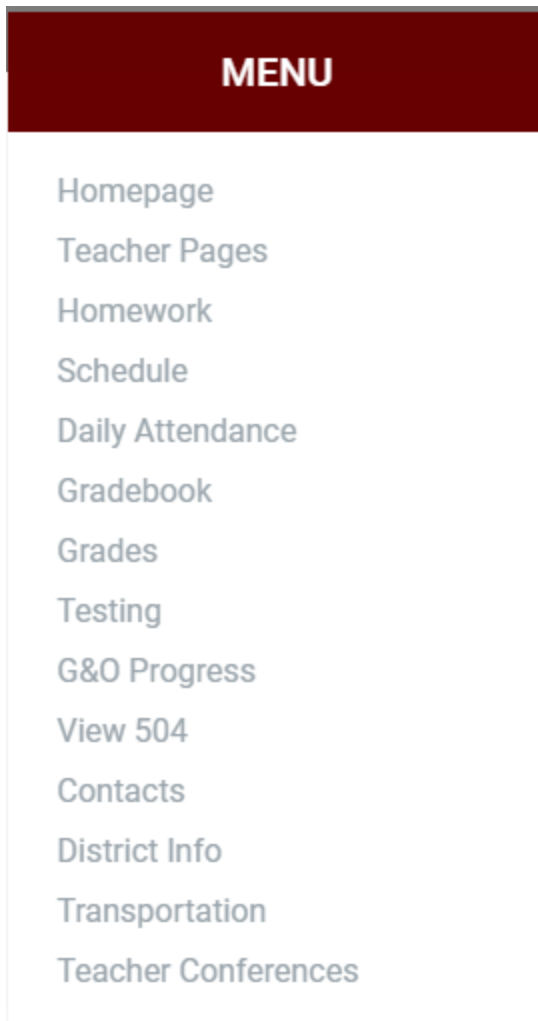 MENU
Homepage
Teacher Pages
Homework
Schedule
Daily Attendance
Gradebook
Grades
Testing
G&O Progress
View 504
Contacts
District Info
Transportation
Teacher Conferences